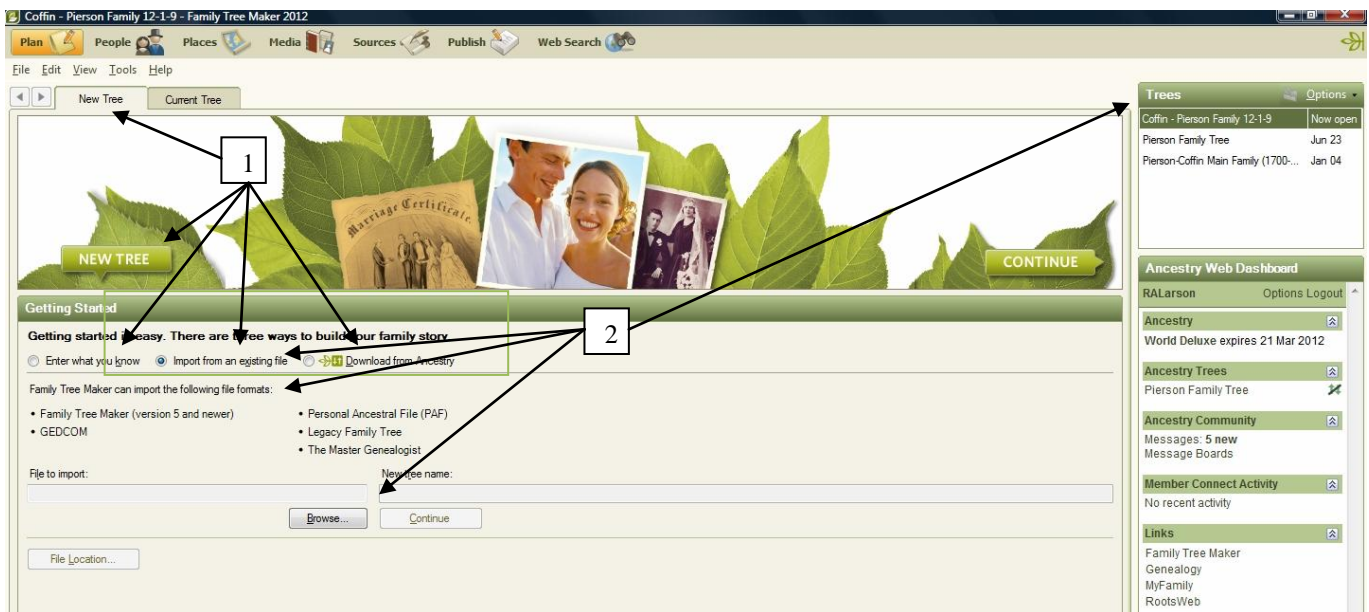 Coffin - Pierson Family 12-1-9 - Family Tree Maker 2012
Plan People Places Media Sources Publish Web Search
File Edit View Tools Help
New Tree Current Tree
1
Marriage Certificate
NEW TREE
CONTINUE
Getting Started
Getting started is easy. There are three ways to build your family story
2
Enter what you know Import from an existing file Download from Ancestry
Family Tree Maker can import the following file formats:
• Family Tree Maker (version 5 and newer)
• GEDCOM
• Personal Ancestral File (PAF)
• Legacy Family Tree
• The Master Genealogist
File to import: New tree name:
Browse... Continue
File Location...
Trees Options
Coffin - Pierson Family 12-1-9 Now open
Pierson Family Tree Jun 23
Pierson-Coffin Main Family (1700-... Jan 04
Ancestry Web Dashboard
RALarson Options Logout
Ancestry
World Deluxe expires 21 Mar 2012
Ancestry Trees
Pierson Family Tree
Ancestry Community
Messages: 5 new
Message Boards
Member Connect Activity
No recent activity
Links
Family Tree Maker
Genealogy
MyFamily
RootsWeb